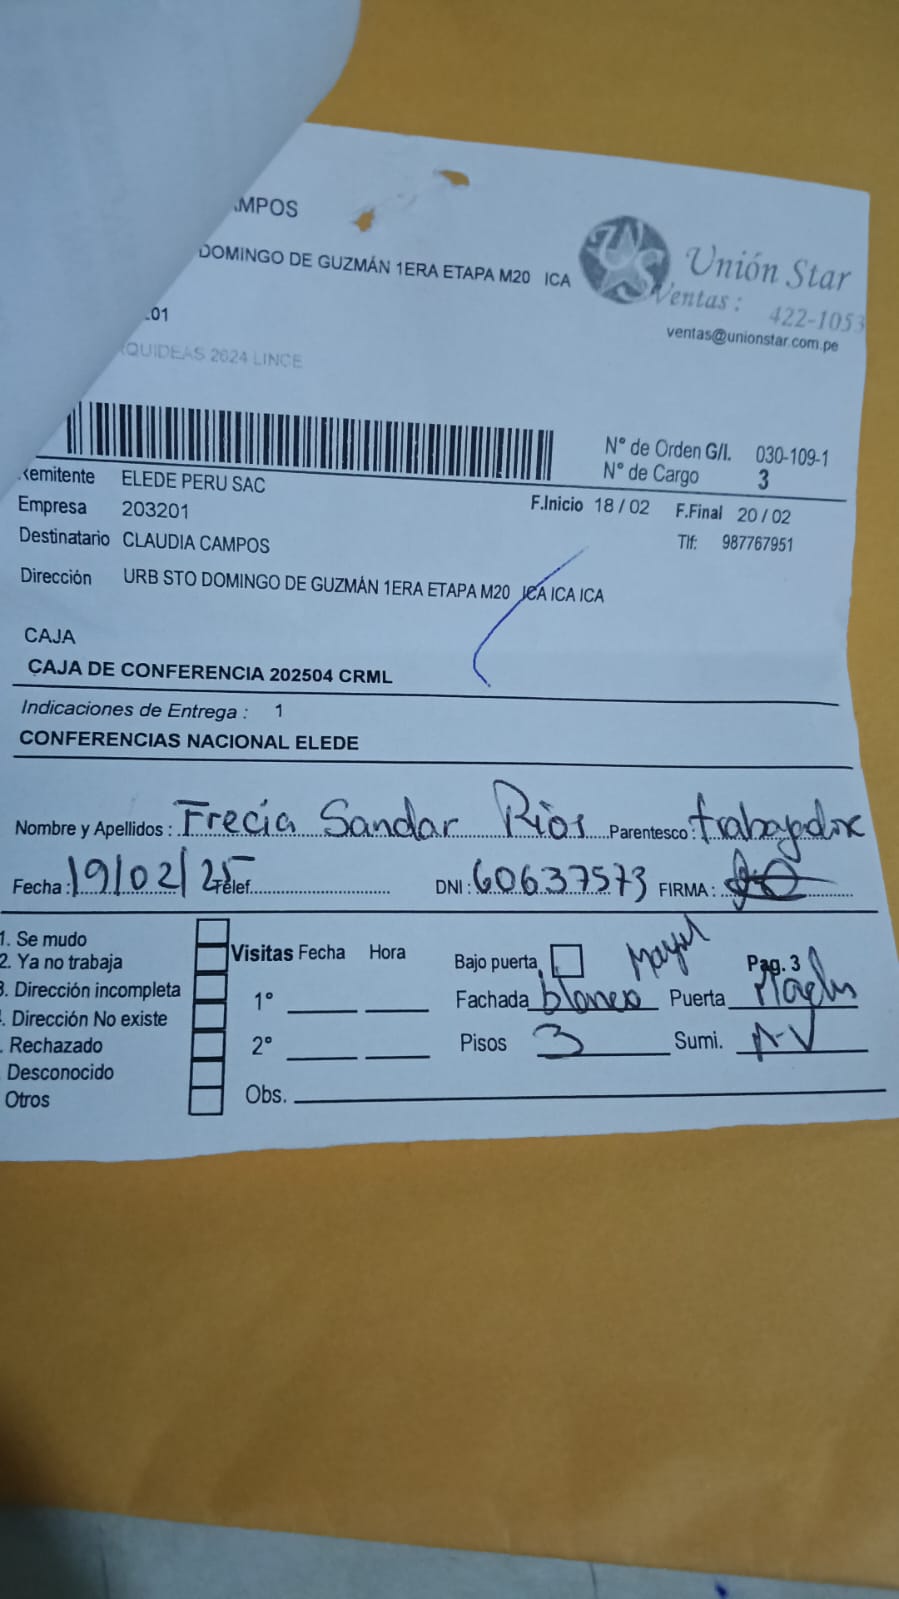 AMPOS
DOMINGO DE GUZMÁN 1ERA ETAPA M20 ICA
Unión Star
Ventas : 422-1053
ventas@unionstar.com.pe
.01
QUIDEAS 2024 LINCE
N° de Orden G/I. 030-109-1
N° de Cargo 3
Remitente ELEDE PERU SAC
Empresa 203201
F.Inicio 18 / 02 F.Final 20 / 02
Destinatario CLAUDIA CAMPOS
Tlf: 987767951
Dirección URB STO DOMINGO DE GUZMÁN 1ERA ETAPA M20 ICA ICA ICA
CAJA
CAJA DE CONFERENCIA 202504 CRML
Indicaciones de Entrega : 1
CONFERENCIAS NACIONAL ELEDE
Nombre y Apellidos : Frecia Sandar Rios Parentesco : trabajdor
Fecha : 19/02/25 Telef. DNI : 60637573 FIRMA :
1. Se mudo
2. Ya no trabaja
3. Dirección incompleta
. Dirección No existe
. Rechazado
Desconocido
Otros
Visitas Fecha Hora
1°
2°
Obs.
Bajo puerta Pag. 3
Fachada blanco Puerta
Pisos 3 Sumi. N-V